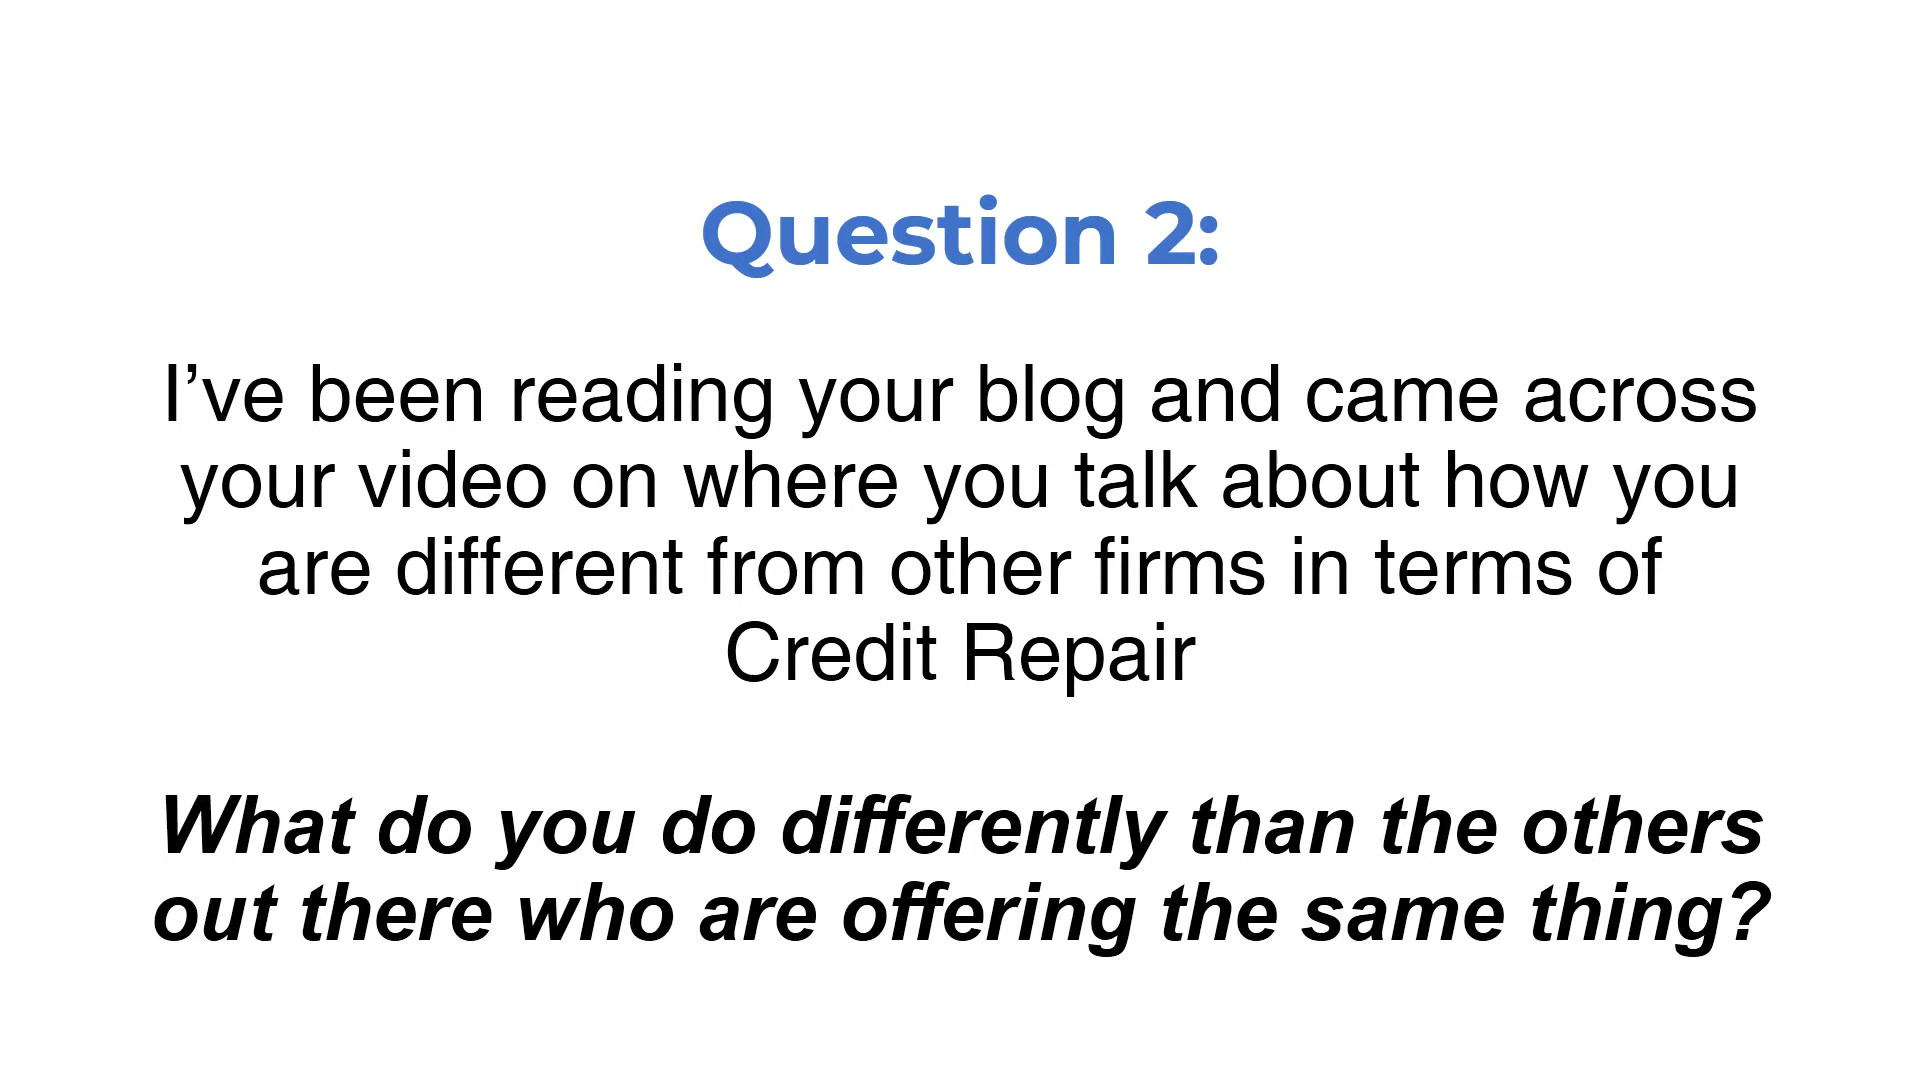 Question 2:
I’ve been reading your blog and came across
your video on where you talk about how you
are different from other firms in terms of
Credit Repair
What do you do differently than the others
out there who are offering the same thing?